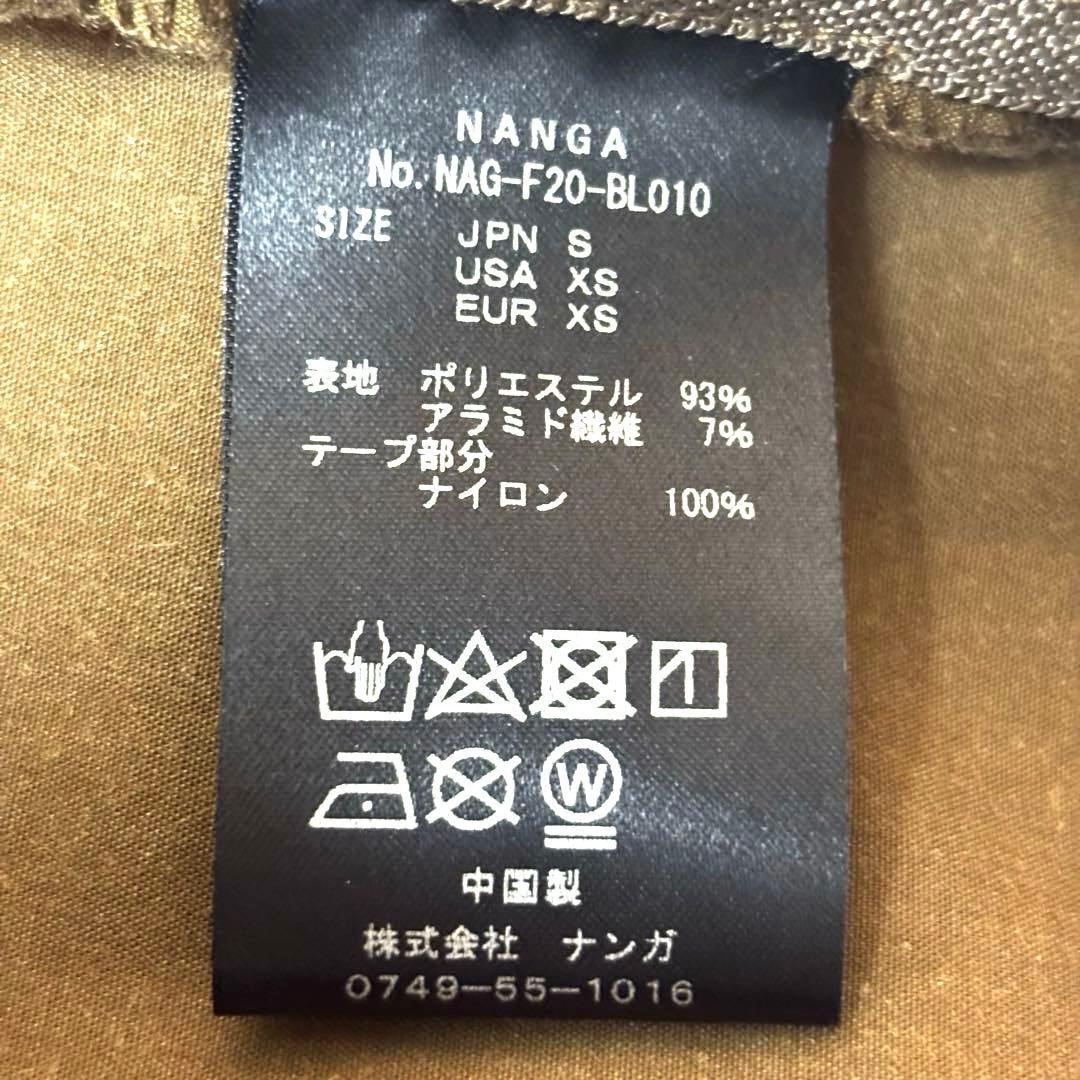 NANGA
No. NAG-F20-BL010
SIZE JPN S
USA XS
EUR XS
表地 ポリエステル 93%
アラミド繊維 7%
テープ部分
ナイロン 100%
W
中国製
株式会社 ナンガ
0749-55-1016